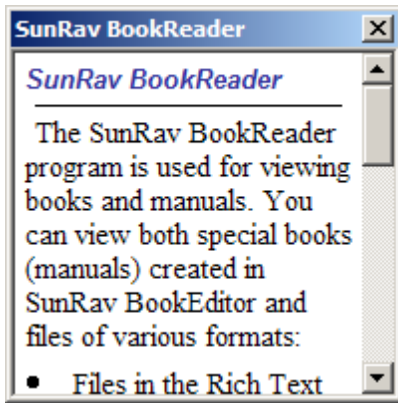 SunRav BookReader
SunRav BookReader
The SunRav BookReader
program is used for viewing
books and manuals. You
can view both special books
(manuals) created in
SunRav BookEditor and
files of various formats:
• Files in the Rich Text